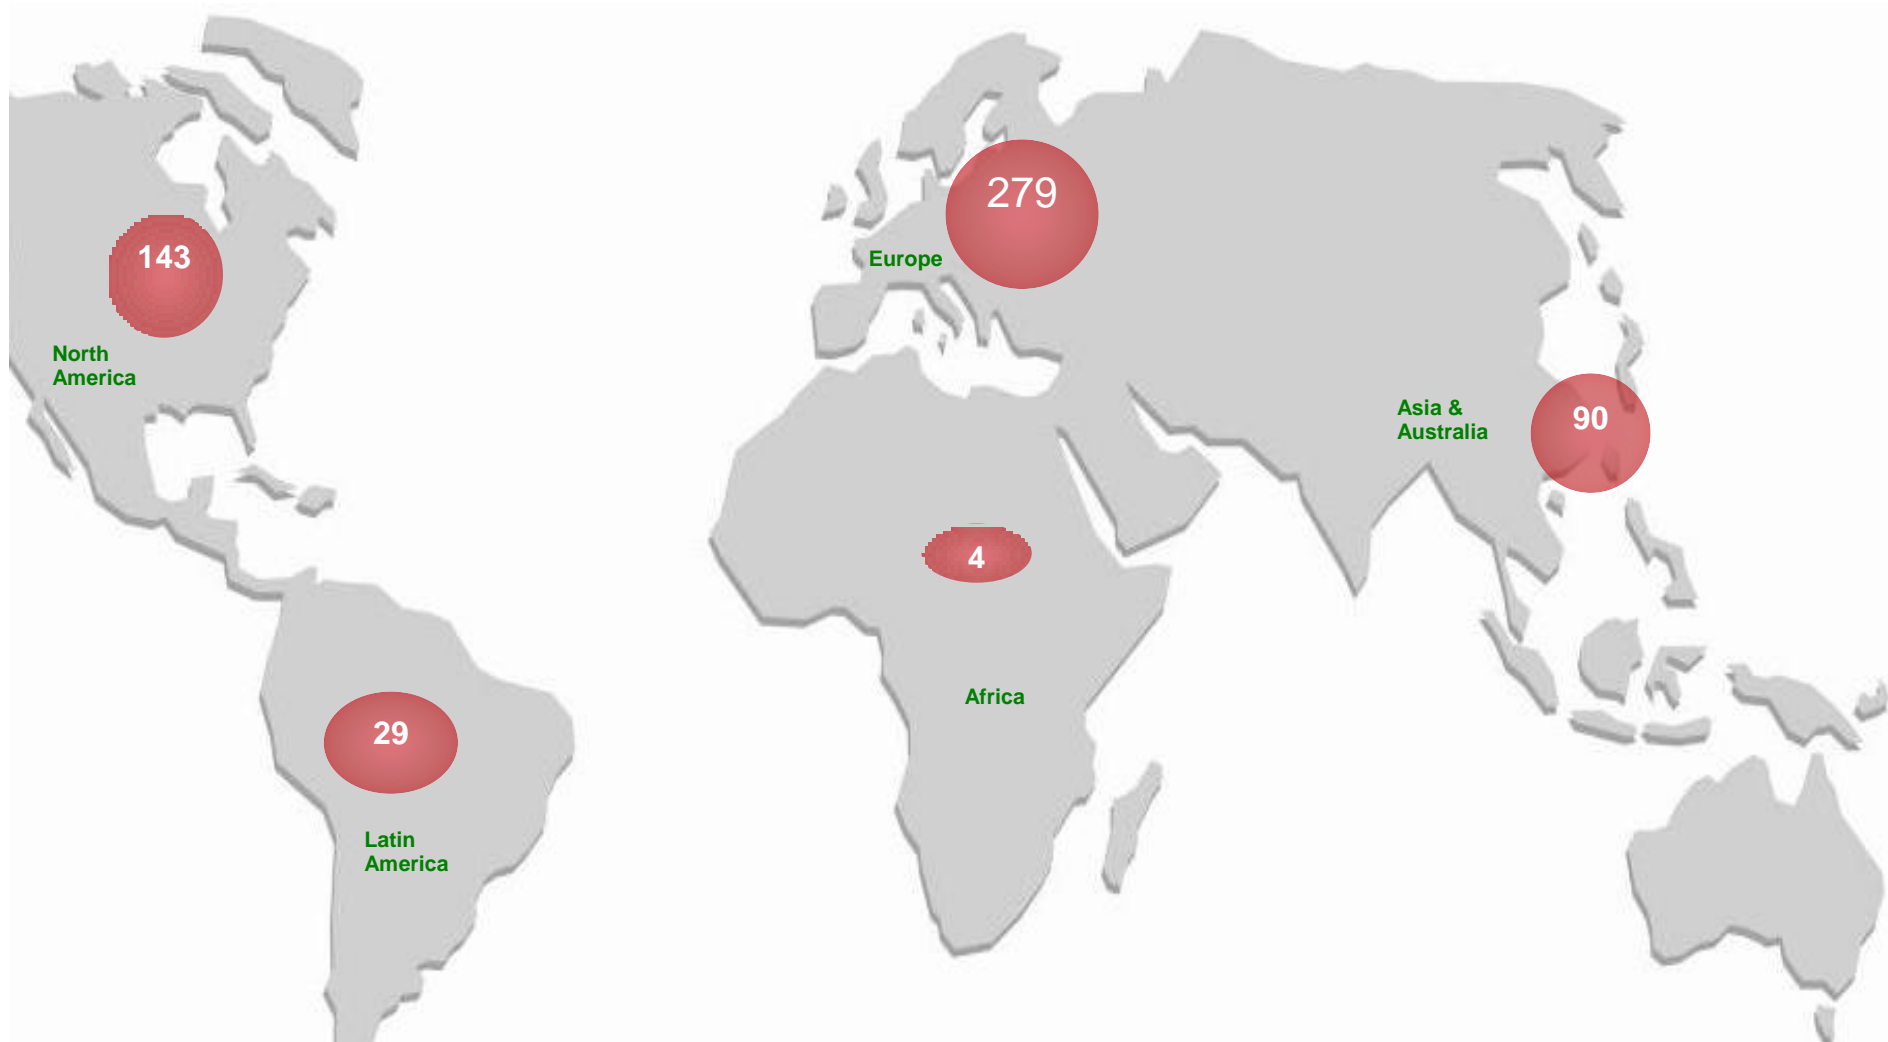 279
143
Europe
North
America
Asia &
Australia
90
4
Africa
29
Latin
America